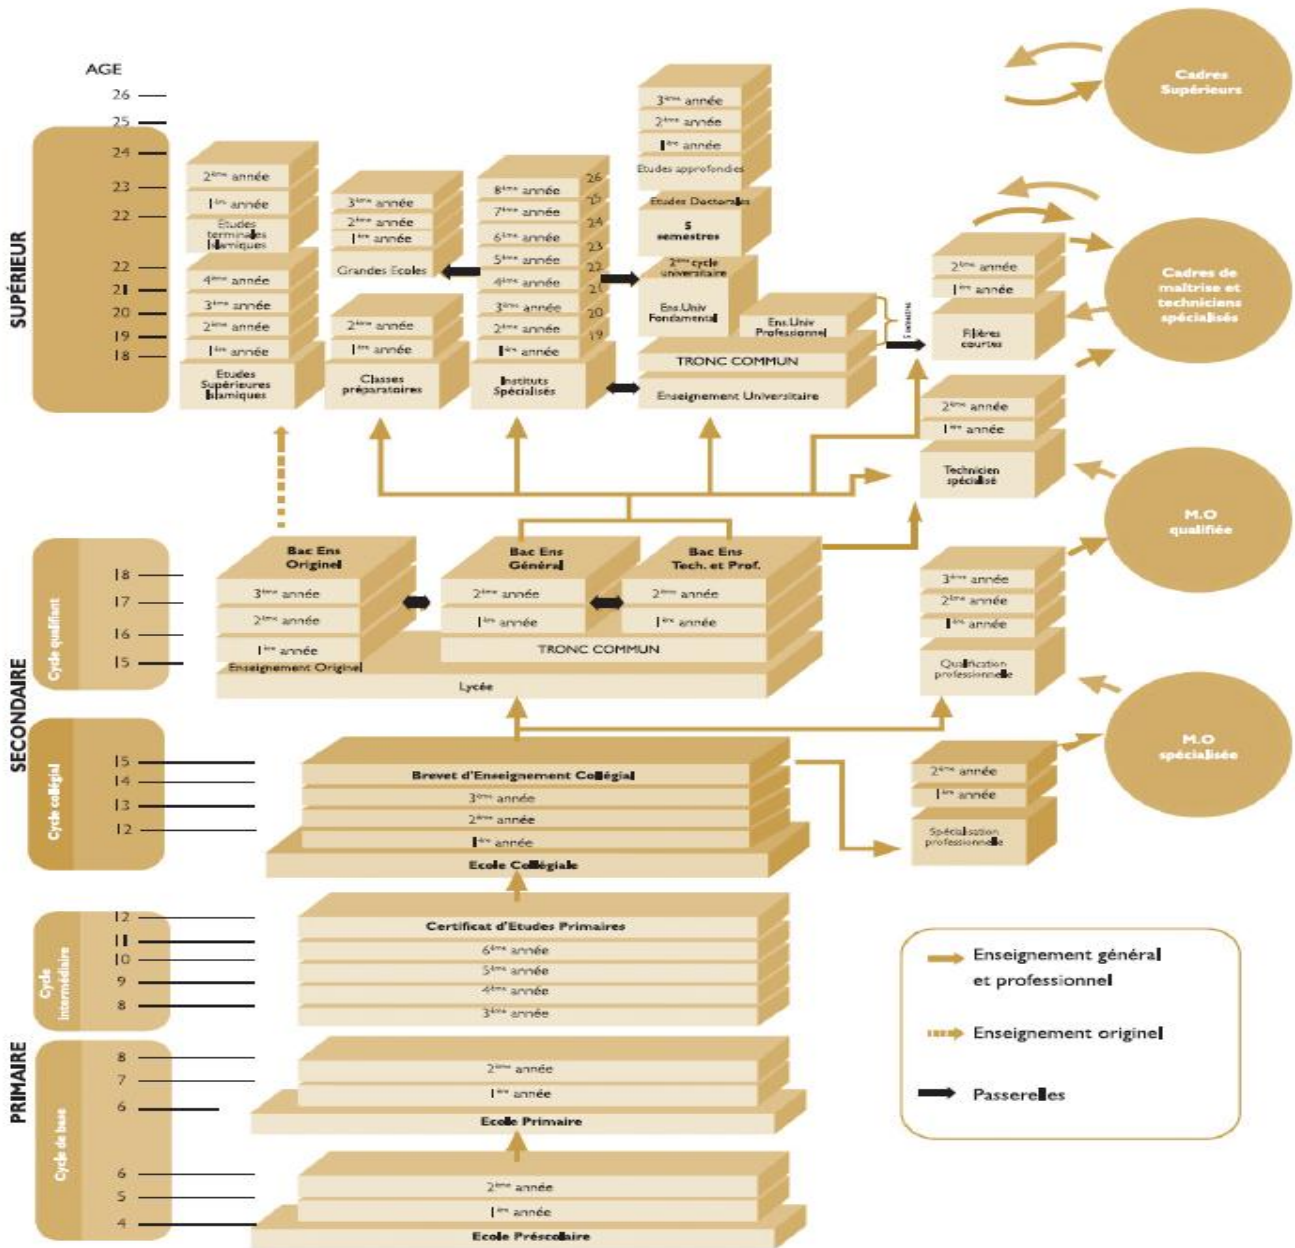 AGE
26
25
24
23
22
22
21
20
19
18
SUPÉRIEUR
2ème année
1ère année
Etudes
terminales
Islamiques
4ème année
3ème année
2ème année
1ère année
Etudes
Supérieures
Islamiques
3ème année
2ème année
1ère année
Grandes Ecoles
2ème année
1ère année
Classes
préparatoires
8ème année
7ème année
6ème année
5ème année
4ème année
3ème année
2ème année
1ère année
Instituts
Spécialisés
26
25
24
23
22
21
20
19
3ème année
2ème année
1ère année
Etudes approfondies
Etudes Doctorales
5
semestres
2ème cycle
universitaire
Ens.Univ
Fondamental
Ens.Univ
Professionnel
TRONC COMMUN
Enseignement Universitaire
2ème année
1ère année
Filières
courtes
2ème année
1ère année
Technicien
spécialisé
Cadres
Supérieurs
Cadres de
maîtrise et
techniciens
spécialisés
M.O
qualifiée
M.O
spécialisée
SECONDAIRE
Cycle qualifiant
18
17
16
15
Bac Ens
Originel
3ème année
2ème année
1ère année
Enseignement Originel
Bac Ens
Général
2ème année
1ère année
Bac Ens
Tech. et Prof.
2ème année
1ère année
TRONC COMMUN
Lycée
3ème année
2ème année
1ère année
Qualification
professionnelle
Cycle collégial
15
14
13
12
Brevet d'Enseignement Collégial
3ème année
2ème année
1ère année
Ecole Collégiale
2ème année
1ère année
Spécialisation
professionnelle
PRIMAIRE
Cycle
intermédiaire
12
11
10
9
8
Certificat d'Etudes Primaires
6ème année
5ème année
4ème année
3ème année
Cycle de base
8
7
6
2ème année
1ère année
Ecole Primaire
6
5
4
2ème année
1ère année
Ecole Préscolaire
Enseignement général
et professionnel
Enseignement originel
Passerelles